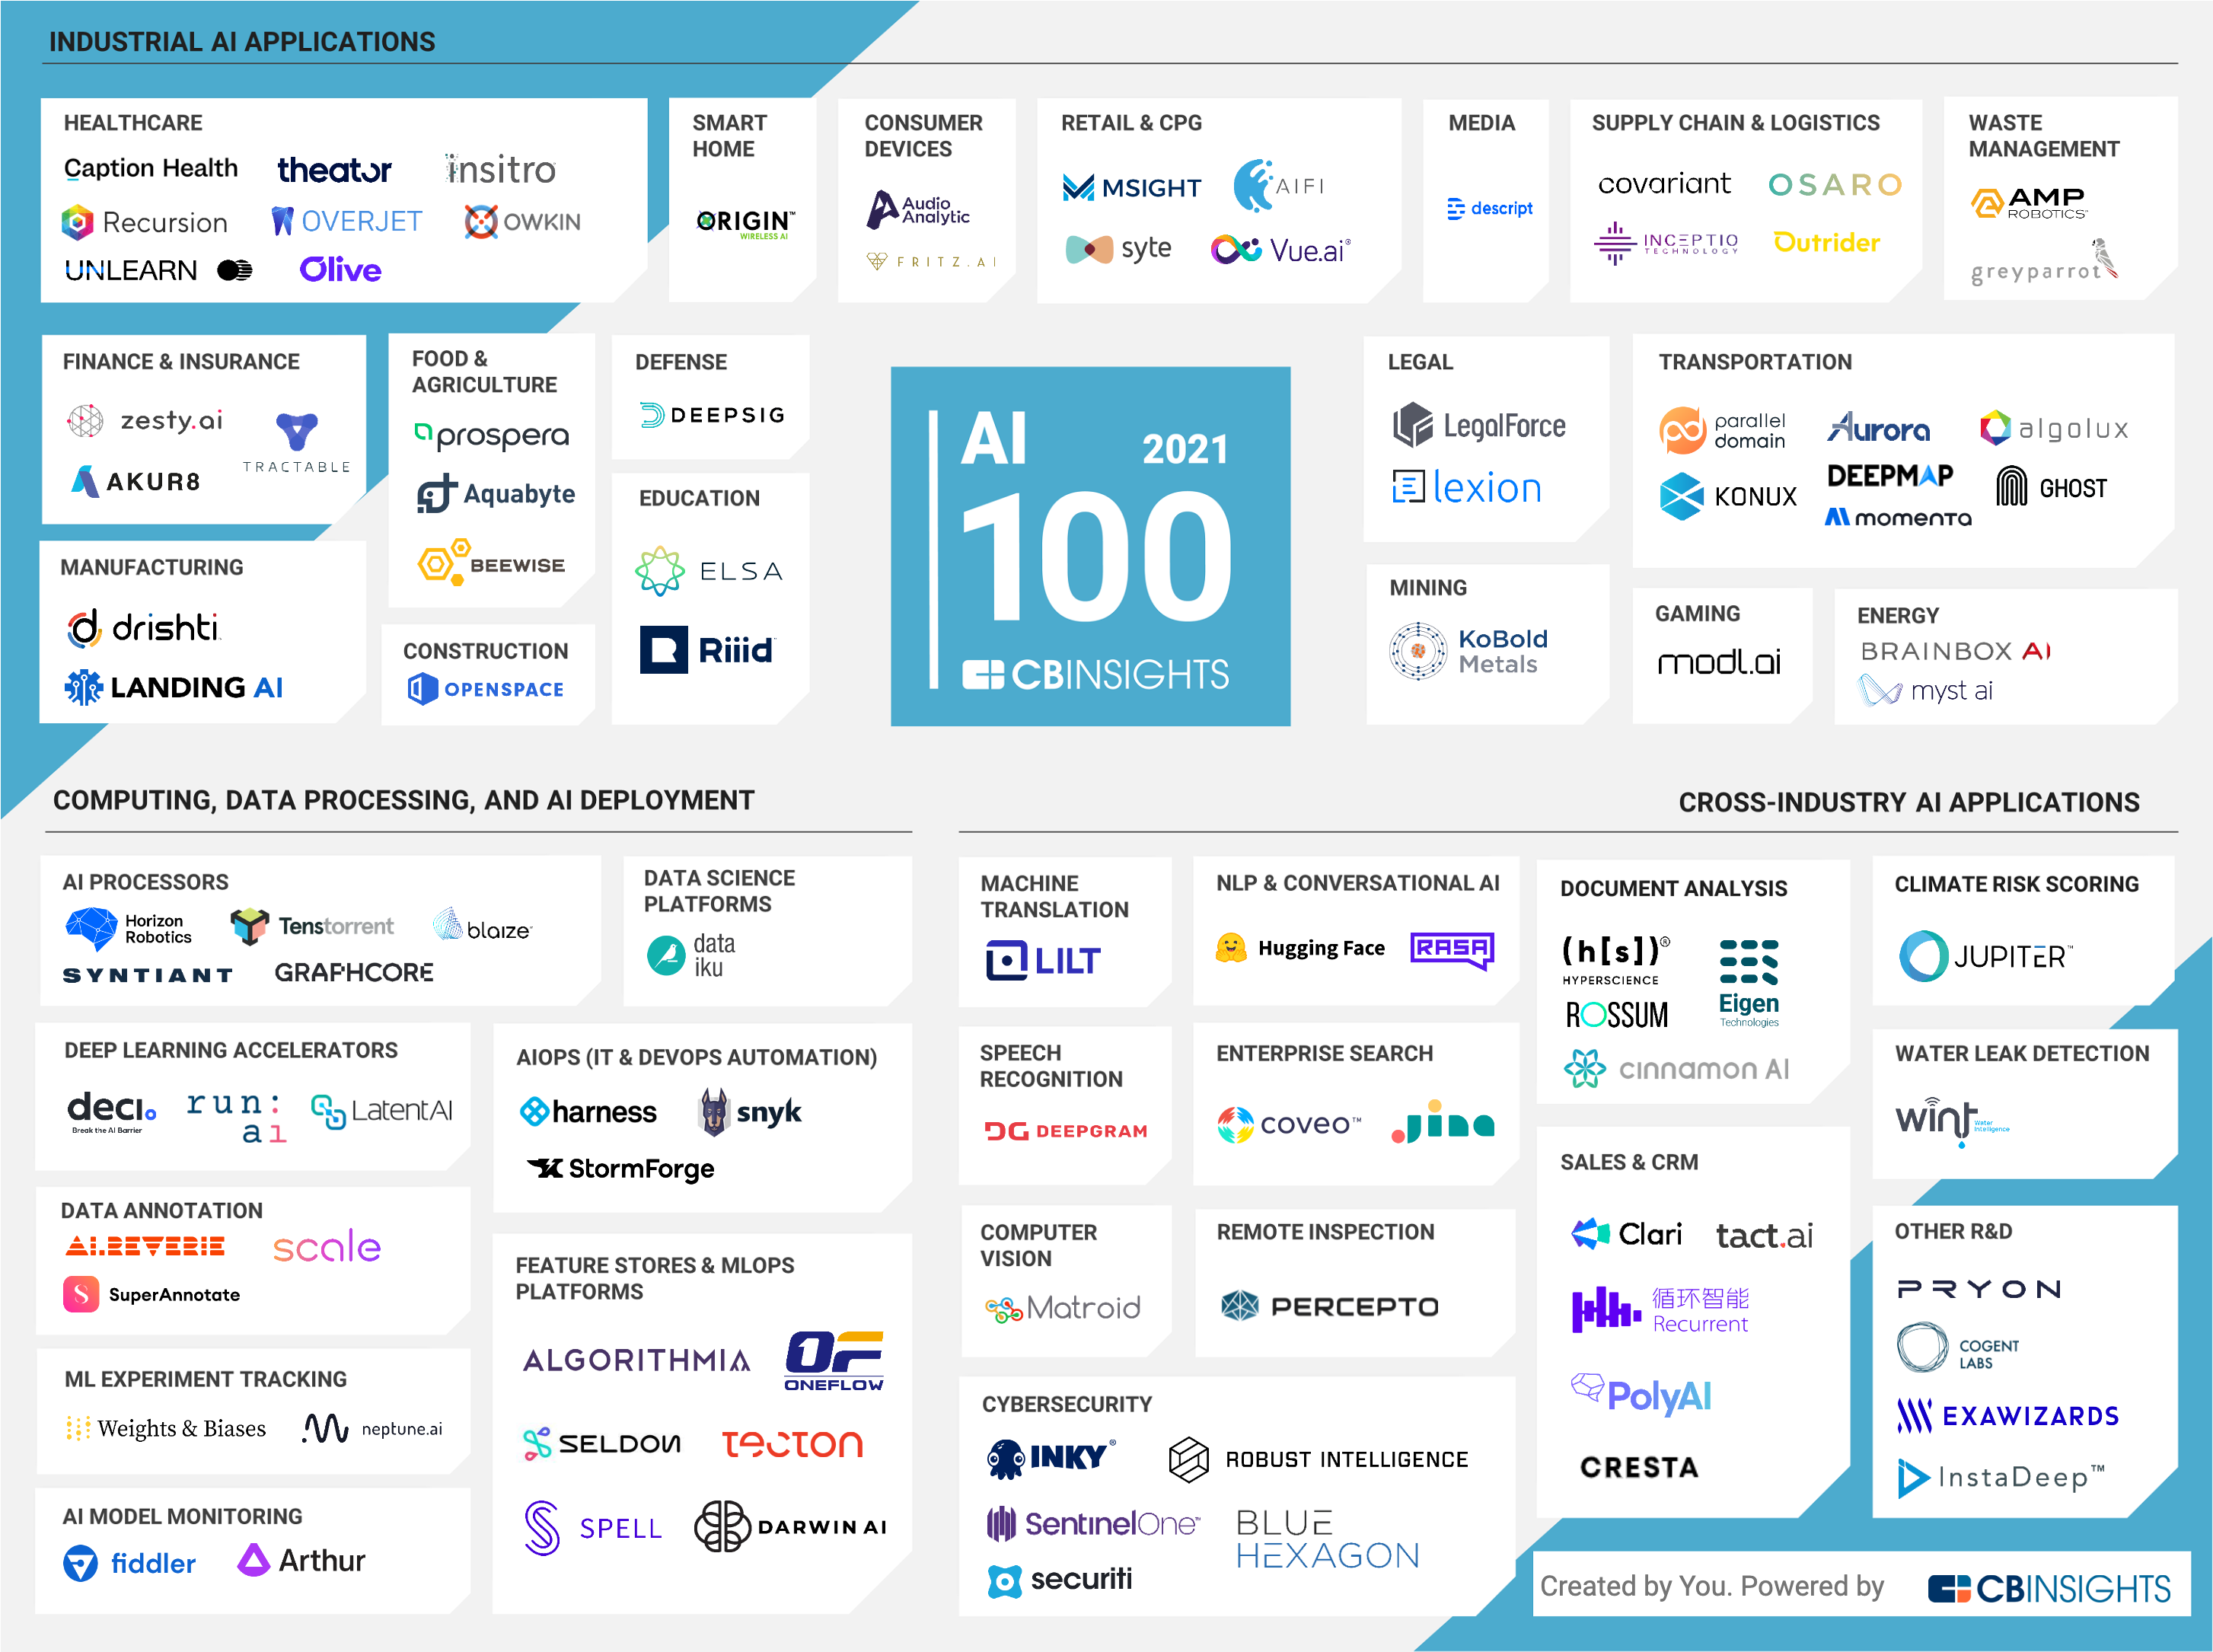 INDUSTRIAL AI APPLICATIONS
HEALTHCARE
Caption Health
theator
insitro
Recursion
OVERJET
OWKIN
UNLEARN
Olive
SMART
HOME
ORIGIN™
WIRELESS AI
CONSUMER
DEVICES
Audio
Analytic
FRITZ.AI
RETAIL & CPG
MSIGHT
AIFI
syte
Vue.ai®
MEDIA
descript
SUPPLY CHAIN & LOGISTICS
covariant
OSARO
INCEPTIO
TECHNOLOGY
Outrider
WASTE
MANAGEMENT
AMP
ROBOTICS™
greyparrot
FINANCE & INSURANCE
zesty.ai
TRACTABLE
AKUR8
FOOD &
AGRICULTURE
prospera
Aquabyte
BEEWISE
DEFENSE
DEEPSIG
EDUCATION
ELSA
Riiid
MANUFACTURING
drishti
LANDING AI
CONSTRUCTION
OPENSPACE
AI 2021
100
CBINSIGHTS
LEGAL
LegalForce
lexion
TRANSPORTATION
parallel
domain
Aurora
algolux
KONUX
DEEPMAP
GHOST
momenta
MINING
KoBold
Metals
GAMING
modl.ai
ENERGY
BRAINBOX AI
myst ai
COMPUTING, DATA PROCESSING, AND AI DEPLOYMENT
AI PROCESSORS
Horizon
Robotics
Tenstorrent
blaize
SYNTIANT
GRAPHCORE
DATA SCIENCE
PLATFORMS
data
iku
DEEP LEARNING ACCELERATORS
deci.
Break the AI Barrier
run:
ai
LatentAI
AIOPS (IT & DEVOPS AUTOMATION)
harness
snyk
StormForge
DATA ANNOTATION
AI.REVERIE
scale
SuperAnnotate
FEATURE STORES & MLOPS
PLATFORMS
ALGORITHMIA
OF
ONEFLOW
SELDON
TECTON
SPELL
DARWIN AI
ML EXPERIMENT TRACKING
Weights & Biases
neptune.ai
AI MODEL MONITORING
fiddler
Arthur
CROSS-INDUSTRY AI APPLICATIONS
MACHINE
TRANSLATION
LILT
NLP & CONVERSATIONAL AI
Hugging Face
RASA
DOCUMENT ANALYSIS
(h[s])®
HYPERSCIENCE
Eigen
Technologies
ROSSUM
cinnamon AI
CLIMATE RISK SCORING
JUPITER™
SPEECH
RECOGNITION
DG DEEPGRAM
ENTERPRISE SEARCH
coveo™
Jina
WATER LEAK DETECTION
wint
Water
Intelligence
COMPUTER
VISION
Matroid
REMOTE INSPECTION
PERCEPTO
SALES & CRM
Clari
tact.ai
循环智能
Recurrent
PolyAI
CRESTA
OTHER R&D
PRYON
COGENT
LABS
EXAWIZARDS
InstaDeep™
CYBERSECURITY
INKY®
ROBUST INTELLIGENCE
SentinelOne™
BLUE
HEXAGON
securiti
Created by You. Powered by CBINSIGHTS